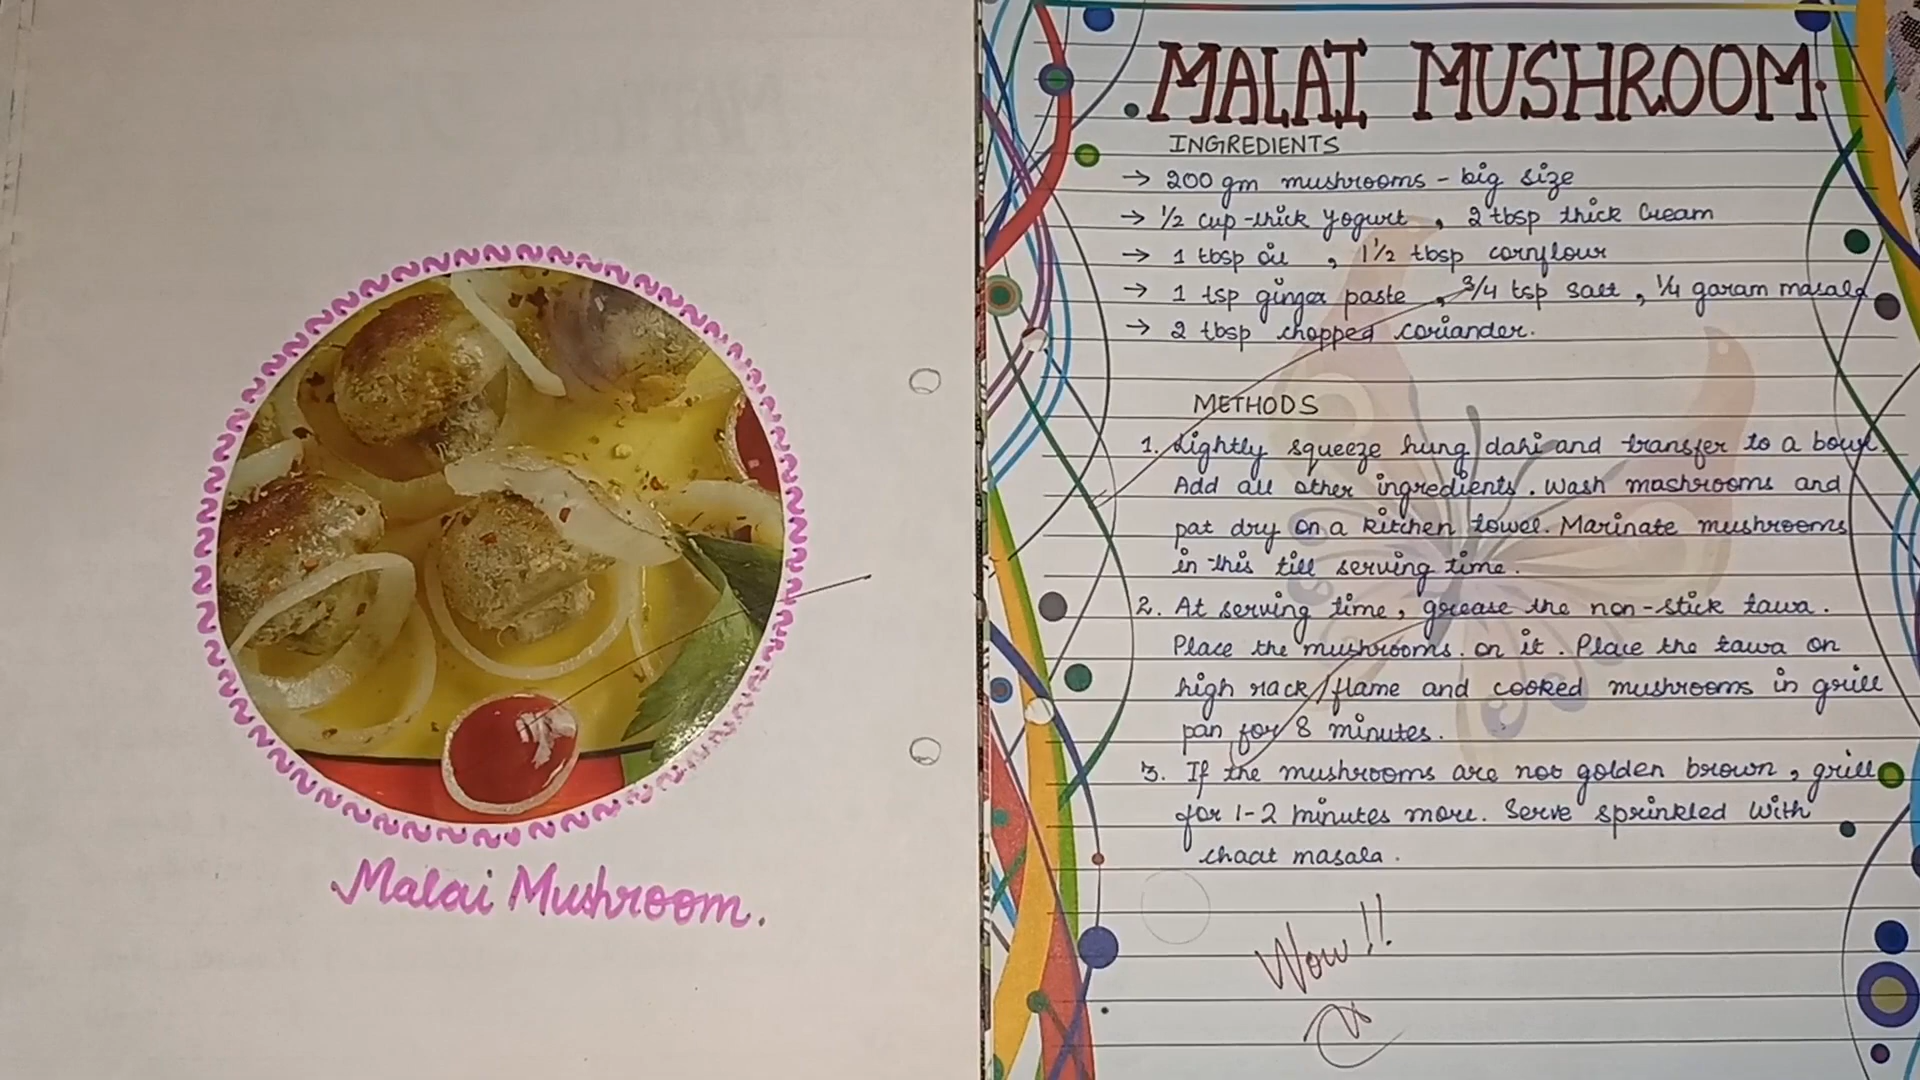 Malai Mushroom.
MALAI MUSHROOM.
INGREDIENTS
→ 200 gm mushrooms - big size
→ 1/2 cup thick yogurt , 2 tbsp thick cream
→ 1 tbsp oil , 1 1/2 tbsp cornflour
→ 1 tsp ginger paste , 3/4 tsp salt , 1/4 garam masala
→ 2 tbsp chopped coriander.
METHODS
1. Lightly squeeze hung dahi and transfer to a bowl.
Add all other ingredients. Wash mashrooms and
pat dry on a kitchen towel. Marinate mushrooms
in this till serving time.
2. At serving time, grease the non-stick tawa.
Place the mushrooms. on it. Place the tawa on
high rack/flame and cooked mushrooms in grill
pan for 8 minutes.
3. If the mushrooms are not golden brown, grill
for 1-2 minutes more. Serve sprinkled with
chaat masala.
Wow!!